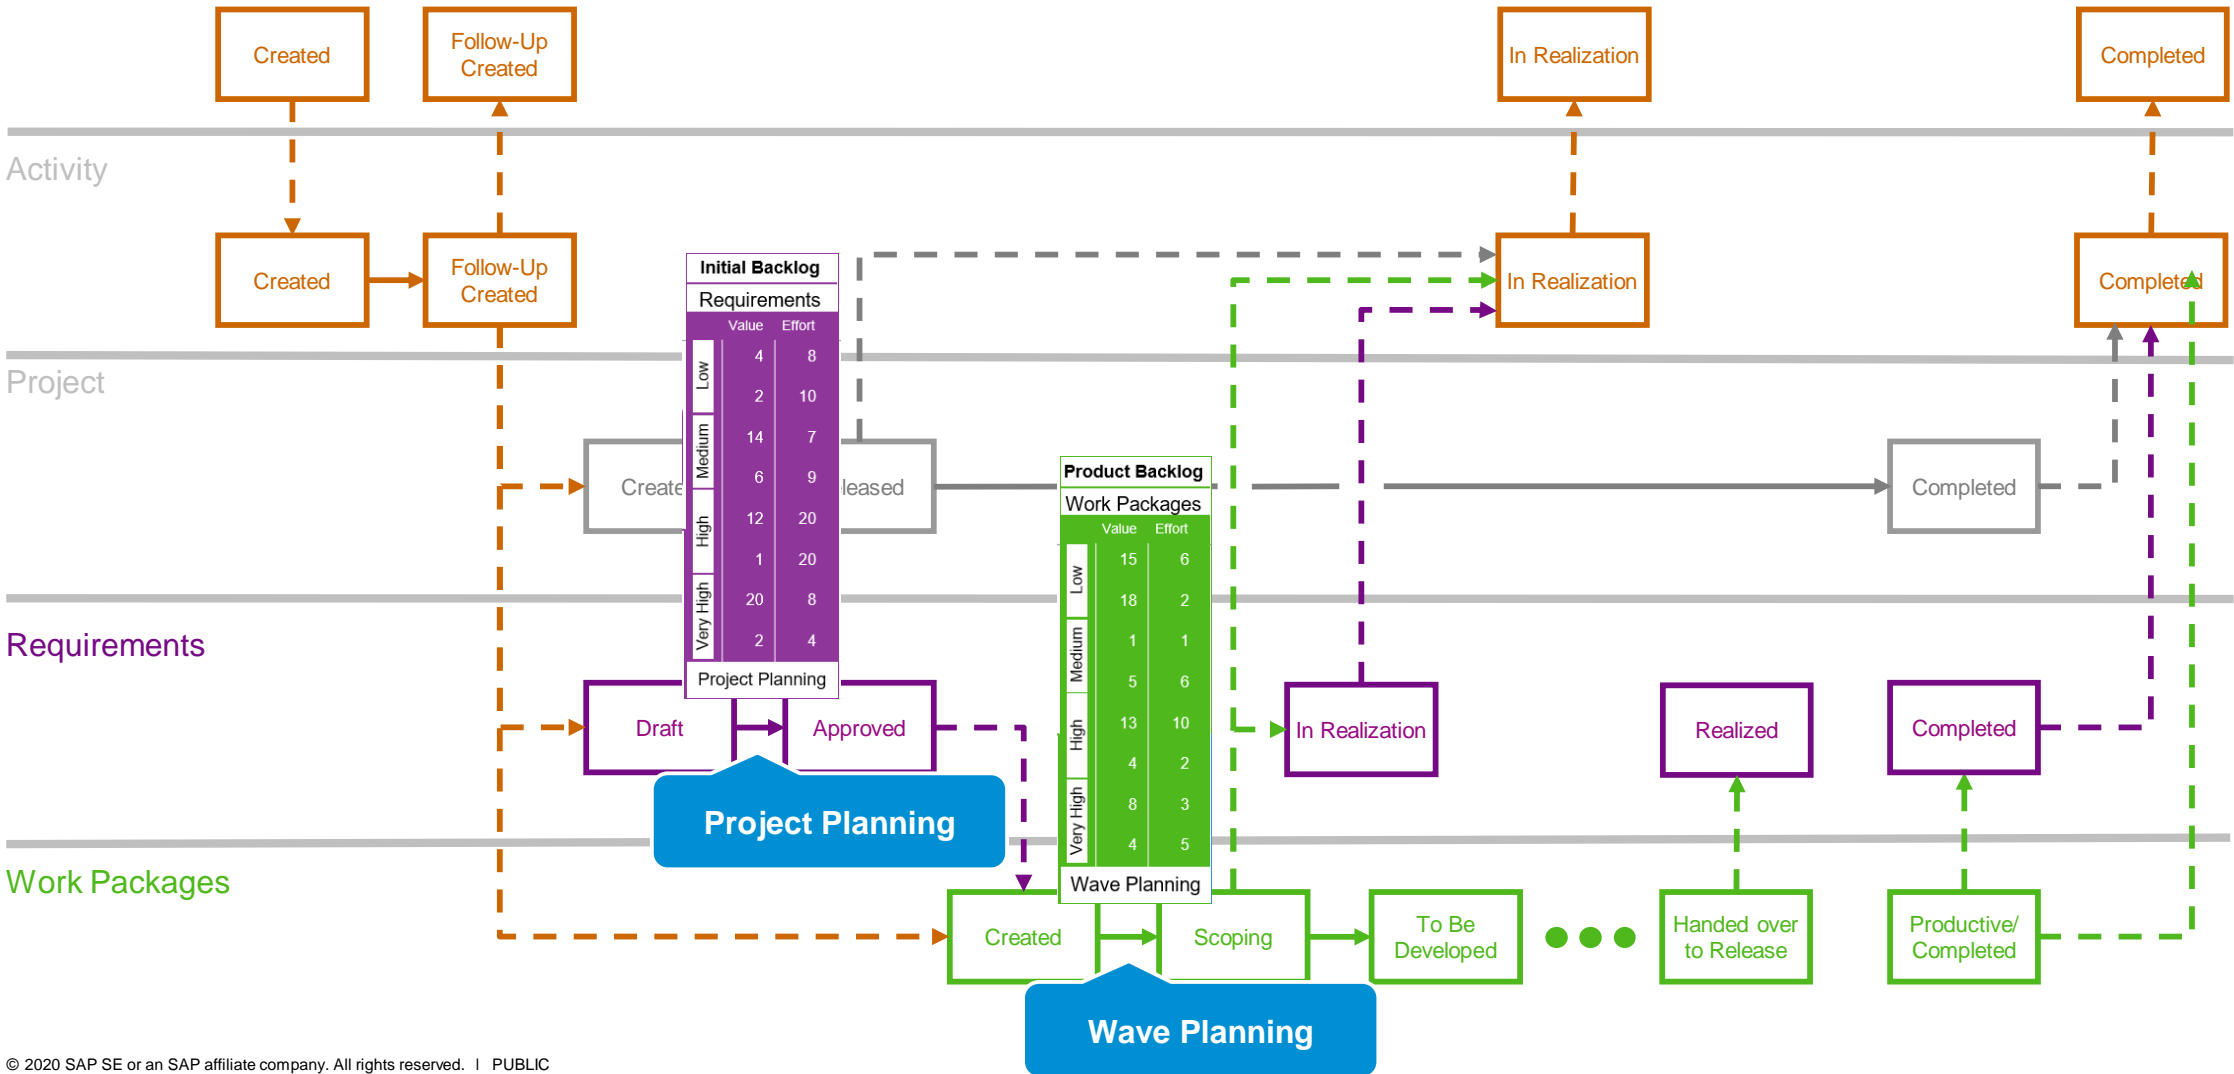 Created
Follow-Up
Created
In Realization
Completed
Activity
Created
Follow-Up
Created
In Realization
Completed
Initial Backlog
Requirements
Value Effort
Low
4 8
2 10
Medium
14 7
6 9
High
12 20
1 20
Very High
20 8
2 4
Project Planning
Project
Create
leased
Completed
Product Backlog
Work Packages
Value Effort
Low
15 6
18 2
Medium
1 1
5 6
High
13 10
4 2
Very High
8 3
4 5
Wave Planning
Requirements
Draft
Approved
In Realization
Realized
Completed
Project Planning
Work Packages
Created
Scoping
To Be
Developed
Handed over
to Release
Productive/
Completed
Wave Planning
© 2020 SAP SE or an SAP affiliate company. All rights reserved. | PUBLIC